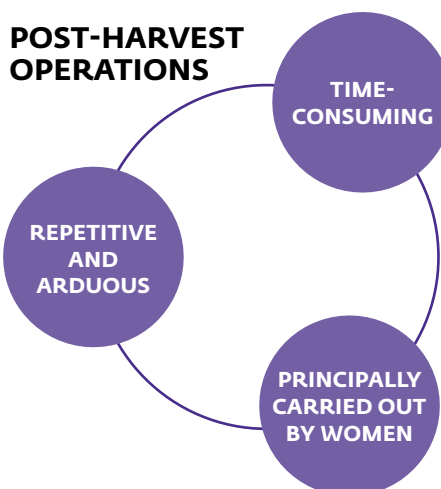 POST-HARVEST
OPERATIONS
TIME-
CONSUMING
REPETITIVE
AND
ARDUOUS
PRINCIPALLY
CARRIED OUT
BY WOMEN